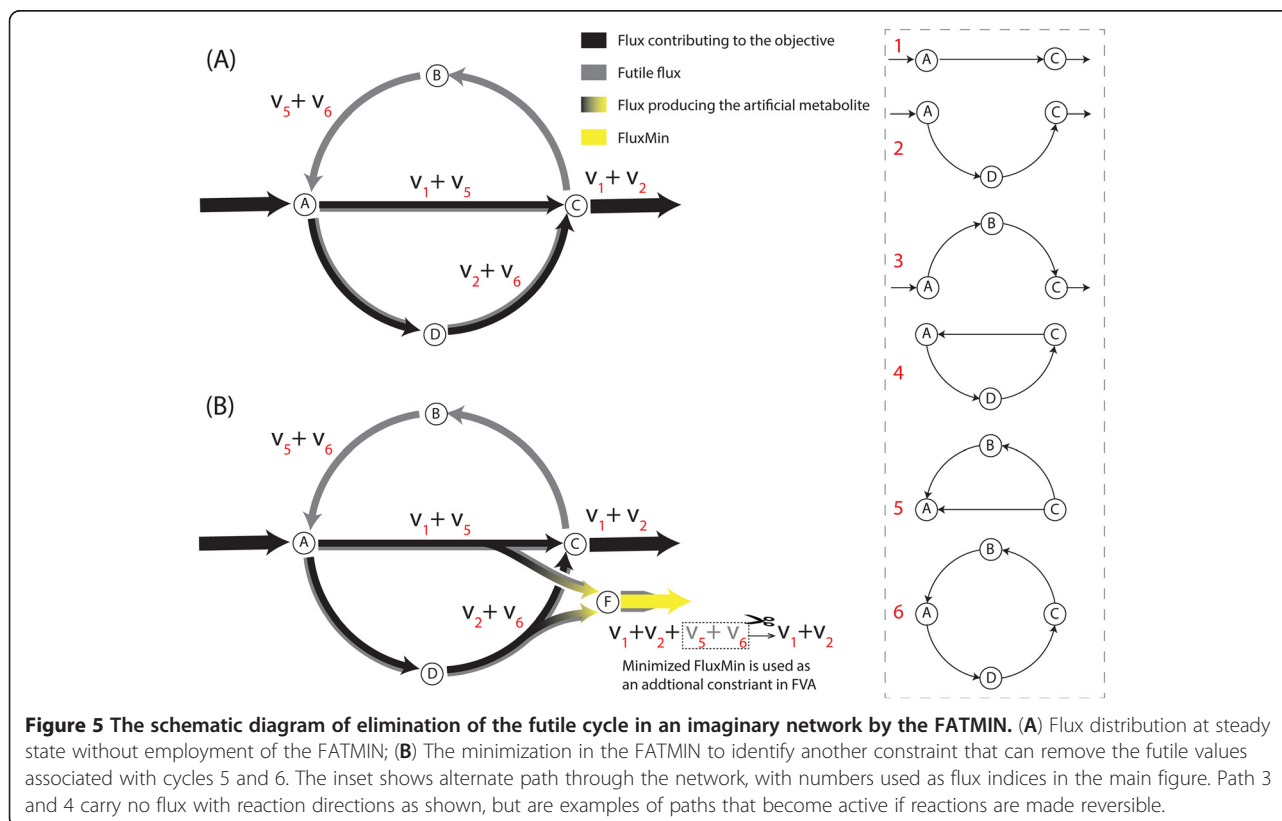 (A)
Flux contributing to the objective
Futile flux
Flux producing the artificial metabolite
FluxMin
B
v5+ v6
A
v1+ v5
C
v1+ v2
v2+ v6
D
(B)
B
v5+ v6
A
v1+ v5
C
v1+ v2
v2+ v6
F
D
v1+v2+ v5+ v6 → v1+v2
Minimized FluxMin is used as
an addtional constriant in FVA
1
A
C
A
C
2
D
B
3
A
C
A
C
4
D
B
5
A
C
B
6
A
C
D
Figure 5 The schematic diagram of elimination of the futile cycle in an imaginary network by the FATMIN. (A) Flux distribution at steady
state without employment of the FATMIN; (B) The minimization in the FATMIN to identify another constraint that can remove the futile values
associated with cycles 5 and 6. The inset shows alternate path through the network, with numbers used as flux indices in the main figure. Path 3
and 4 carry no flux with reaction directions as shown, but are examples of paths that become active if reactions are made reversible.